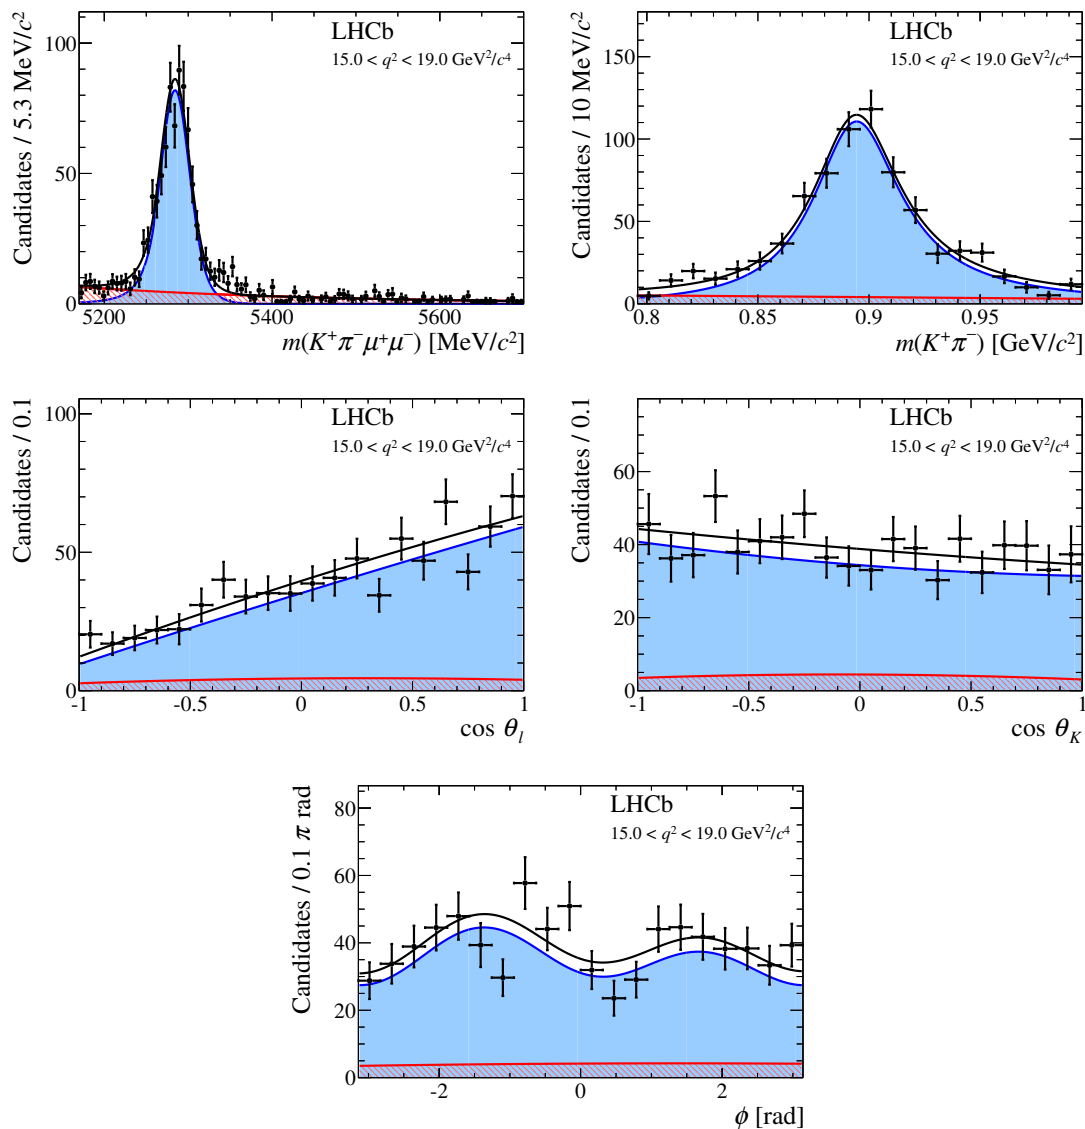 LHCb
15.0 < q² < 19.0 GeV²/c⁴
Candidates / 5.3 MeV/c²
100
50
0
5200 5400 5600
m(K⁺π⁻μ⁺μ⁻) [MeV/c²]
LHCb
15.0 < q² < 19.0 GeV²/c⁴
Candidates / 10 MeV/c²
150
100
50
0
0.8 0.85 0.9 0.95
m(K⁺π⁻) [GeV/c²]
LHCb
15.0 < q² < 19.0 GeV²/c⁴
Candidates / 0.1
100
50
0
-1 -0.5 0 0.5 1
cos θ_l
LHCb
15.0 < q² < 19.0 GeV²/c⁴
Candidates / 0.1
60
40
20
0
-1 -0.5 0 0.5 1
cos θ_K
LHCb
15.0 < q² < 19.0 GeV²/c⁴
Candidates / 0.1 π rad
80
60
40
20
0
-2 0 2
ϕ [rad]